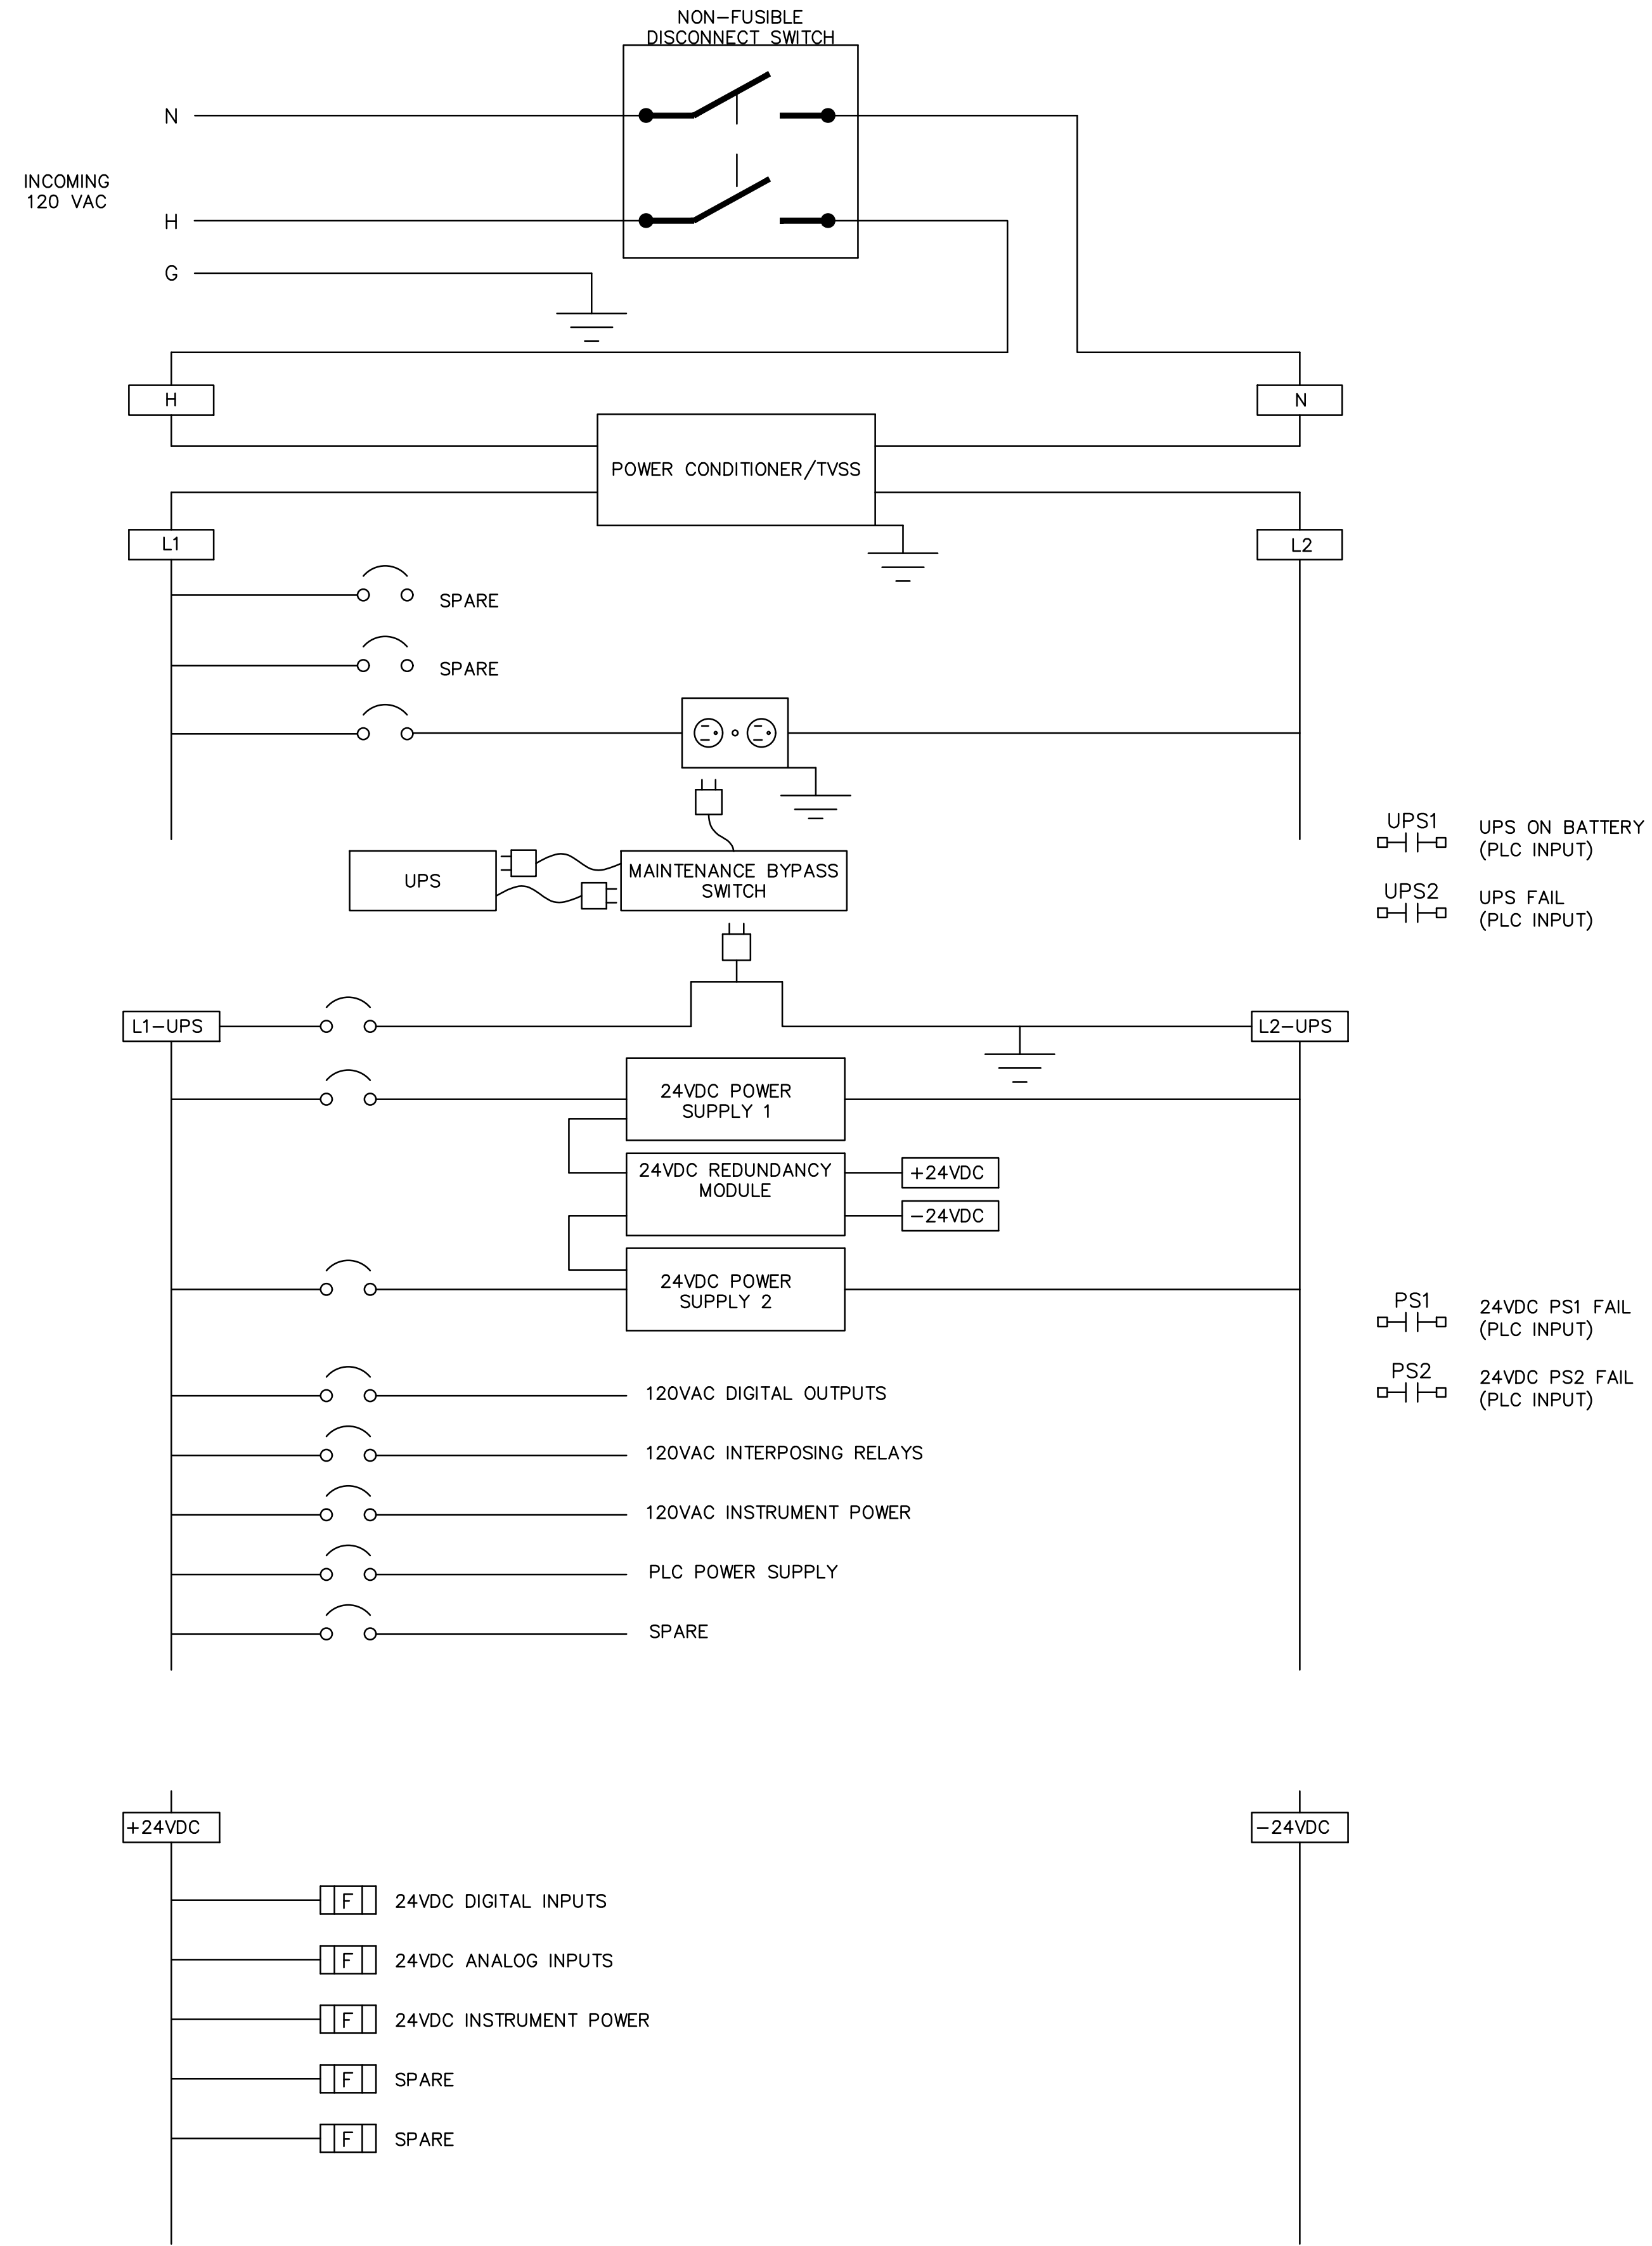 NON-FUSIBLE
DISCONNECT SWITCH
N
INCOMING
120 VAC
H
G
H
N
POWER CONDITIONER/TVSS
L1
L2
SPARE
SPARE
UPS1
UPS ON BATTERY
(PLC INPUT)
UPS
MAINTENANCE BYPASS
SWITCH
UPS2
UPS FAIL
(PLC INPUT)
L1-UPS
L2-UPS
24VDC POWER
SUPPLY 1
24VDC REDUNDANCY
MODULE
+24VDC
-24VDC
24VDC POWER
SUPPLY 2
PS1
24VDC PS1 FAIL
(PLC INPUT)
PS2
24VDC PS2 FAIL
(PLC INPUT)
120VAC DIGITAL OUTPUTS
120VAC INTERPOSING RELAYS
120VAC INSTRUMENT POWER
PLC POWER SUPPLY
SPARE
+24VDC
-24VDC
F 24VDC DIGITAL INPUTS
F 24VDC ANALOG INPUTS
F 24VDC INSTRUMENT POWER
F SPARE
F SPARE